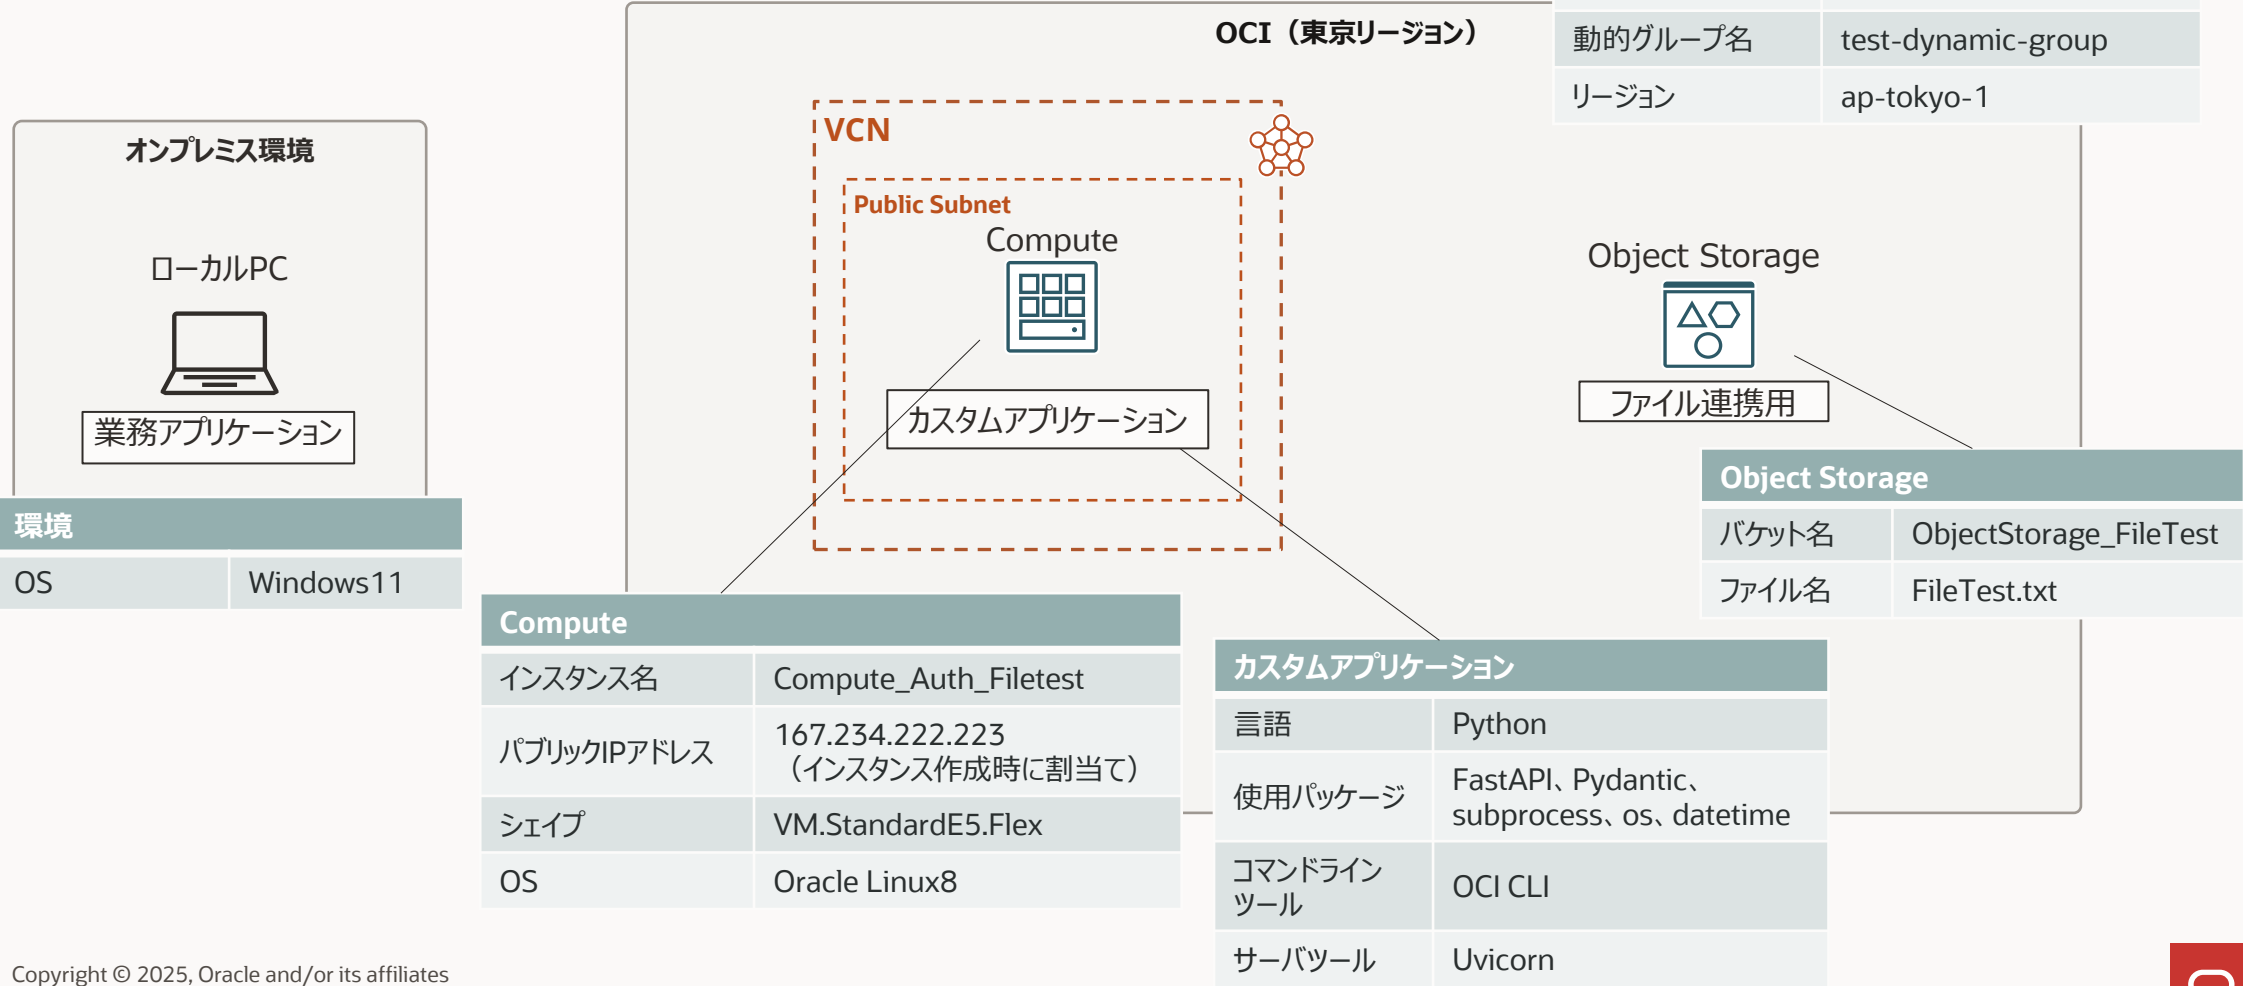 OCI（東京リージョン）
動的グループ名 test-dynamic-group
リージョン ap-tokyo-1
オンプレミス環境
ローカルPC
業務アプリケーション
環境
OS Windows11
VCN
Public Subnet
Compute
カスタムアプリケーション
Object Storage
ファイル連携用
Object Storage
バケット名 ObjectStorage_FileTest
ファイル名 FileTest.txt
Compute
インスタンス名 Compute_Auth_Filetest
パブリックIPアドレス 167.234.222.223
（インスタンス作成時に割当て）
シェイプ VM.StandardE5.Flex
OS Oracle Linux8
カスタムアプリケーション
言語 Python
使用パッケージ FastAPI、Pydantic、
subprocess、os、datetime
コマンドライン
ツール OCI CLI
サーバツール Uvicorn
Copyright © 2025, Oracle and/or its affiliates